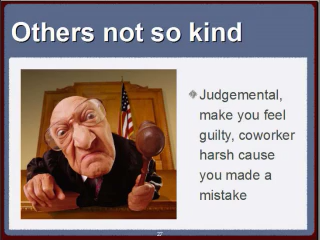 Others not so kind
Judgemental,
make you feel
guilty, coworker
harsh cause
you made a
mistake